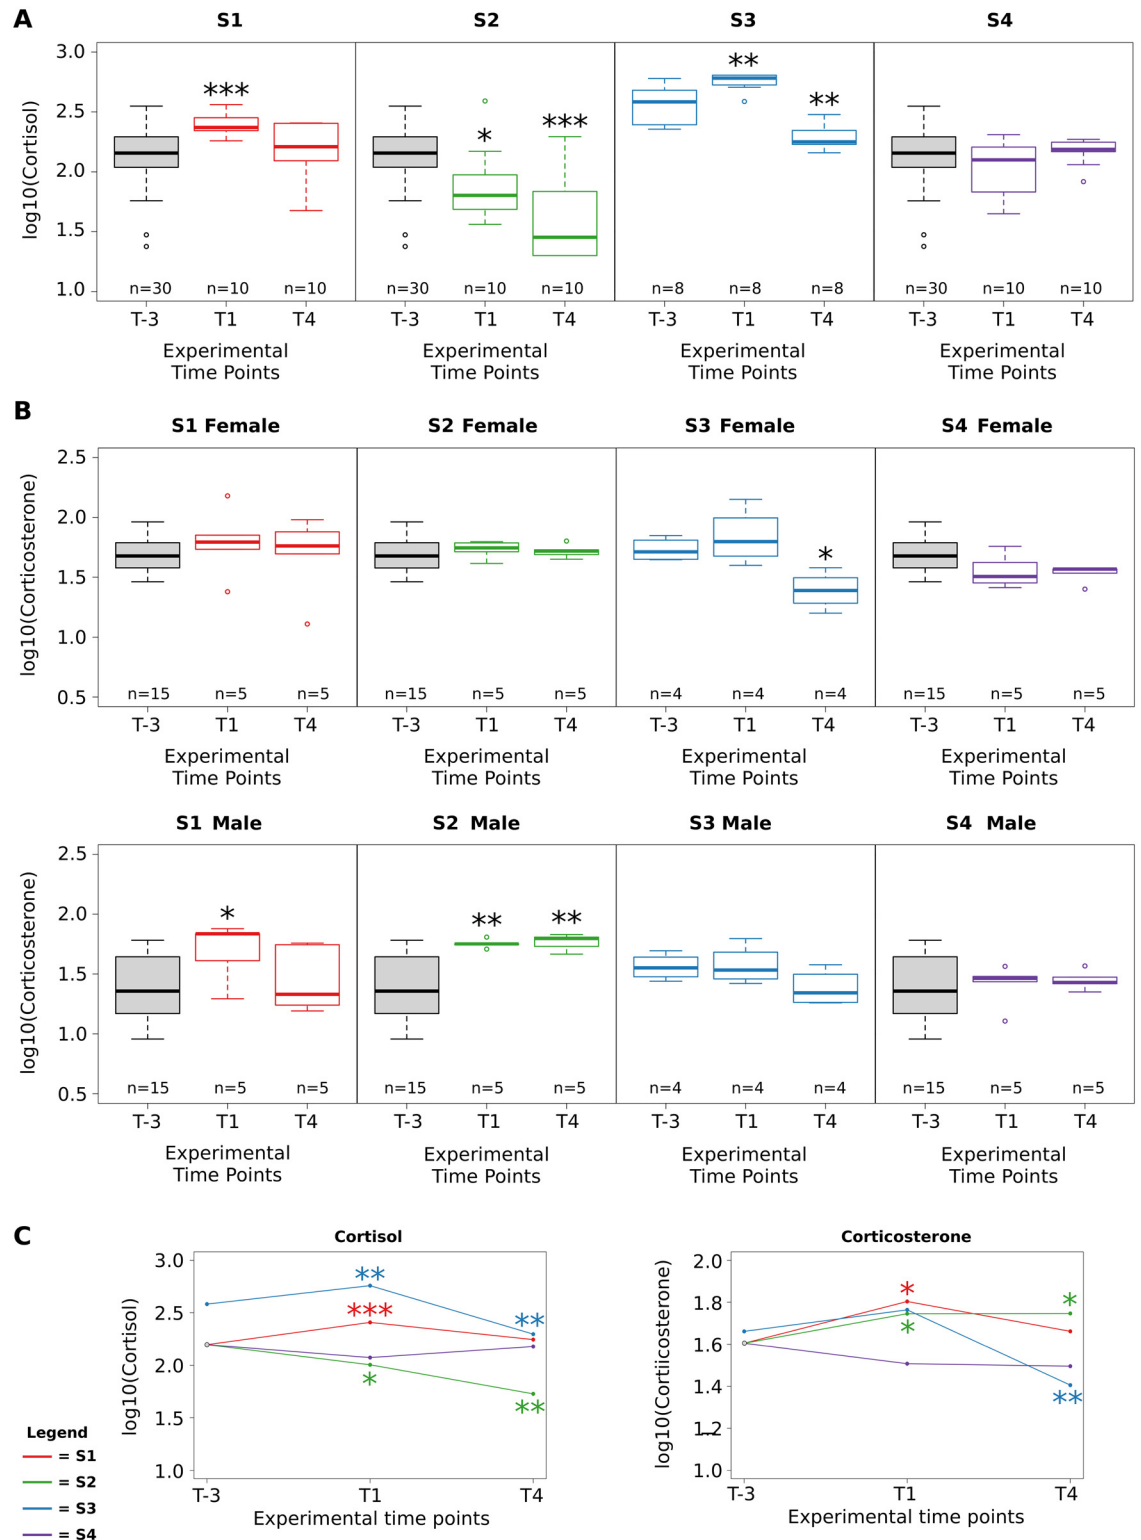 A
S1 S2 S3 S4
log10(Cortisol)
3.0
2.5
2.0
1.5
1.0
*** * *** ** **
n=30 n=10 n=10 n=30 n=10 n=10 n=8 n=8 n=8 n=30 n=10 n=10
T-3 T1 T4 T-3 T1 T4 T-3 T1 T4 T-3 T1 T4
Experimental Experimental Experimental Experimental
Time Points Time Points Time Points Time Points
B
S1 Female S2 Female S3 Female S4 Female
log10(Corticosterone)
2.5
2.0
1.5
1.0
0.5
*
n=15 n=5 n=5 n=15 n=5 n=5 n=4 n=4 n=4 n=15 n=5 n=5
T-3 T1 T4 T-3 T1 T4 T-3 T1 T4 T-3 T1 T4
Experimental Experimental Experimental Experimental
Time Points Time Points Time Points Time Points
S1 Male S2 Male S3 Male S4 Male
log10(Corticosterone)
2.5
2.0
1.5
1.0
0.5
* ** **
n=15 n=5 n=5 n=15 n=5 n=5 n=4 n=4 n=4 n=15 n=5 n=5
T-3 T1 T4 T-3 T1 T4 T-3 T1 T4 T-3 T1 T4
Experimental Experimental Experimental Experimental
Time Points Time Points Time Points Time Points
C
Cortisol
log10(Cortisol)
3.0
2.5
2.0
1.5
1.0
** *** ** * **
T-3 T1 T4
Experimental time points
Corticosterone
log10(Cortiicosterone)
2.0
1.8
1.6
1.4
1.2
1.0
* * * **
T-3 T1 T4
Experimental time points
Legend
= S1
= S2
= S3
= S4